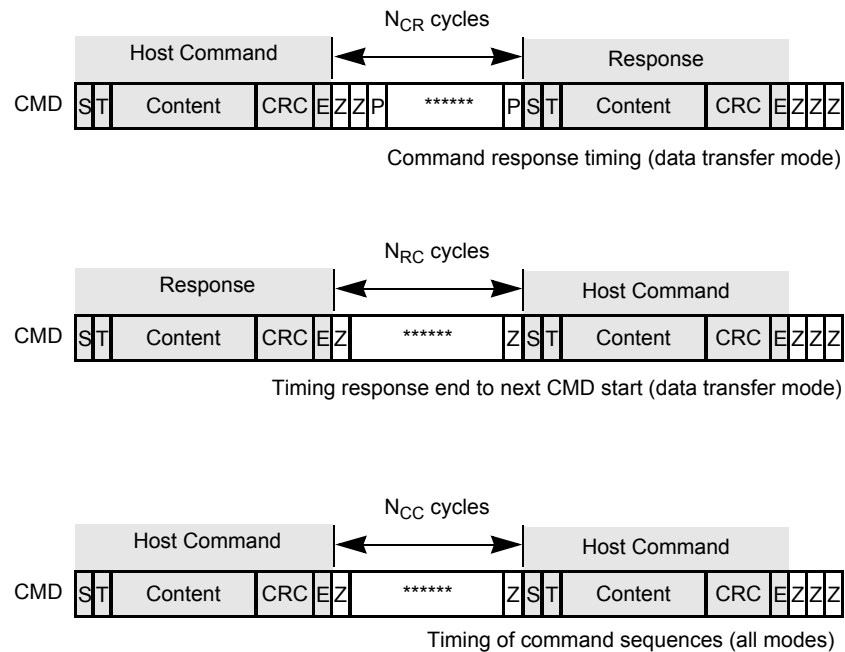 N_CR cycles
Host Command Response
CMD S T Content CRC E Z Z P ****** P S T Content CRC E Z Z Z
Command response timing (data transfer mode)
N_RC cycles
Response Host Command
CMD S T Content CRC E Z ****** Z S T Content CRC E Z Z Z
Timing response end to next CMD start (data transfer mode)
N_CC cycles
Host Command Host Command
CMD S T Content CRC E Z ****** Z S T Content CRC E Z Z Z
Timing of command sequences (all modes)